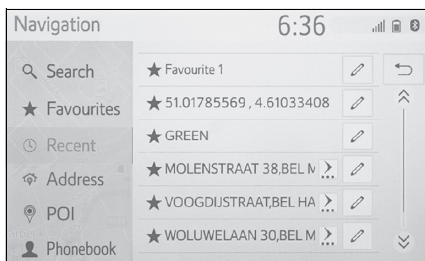 Navigation 6:36
Search
Favourites
Recent
Address
POI
Phonebook
Favourite 1
51.01785569 , 4.61033408
GREEN
MOLENSTRAAT 38,BEL M
VOOGDIJSTRAAT,BEL HA
WOLUWELAAN 30,BEL M